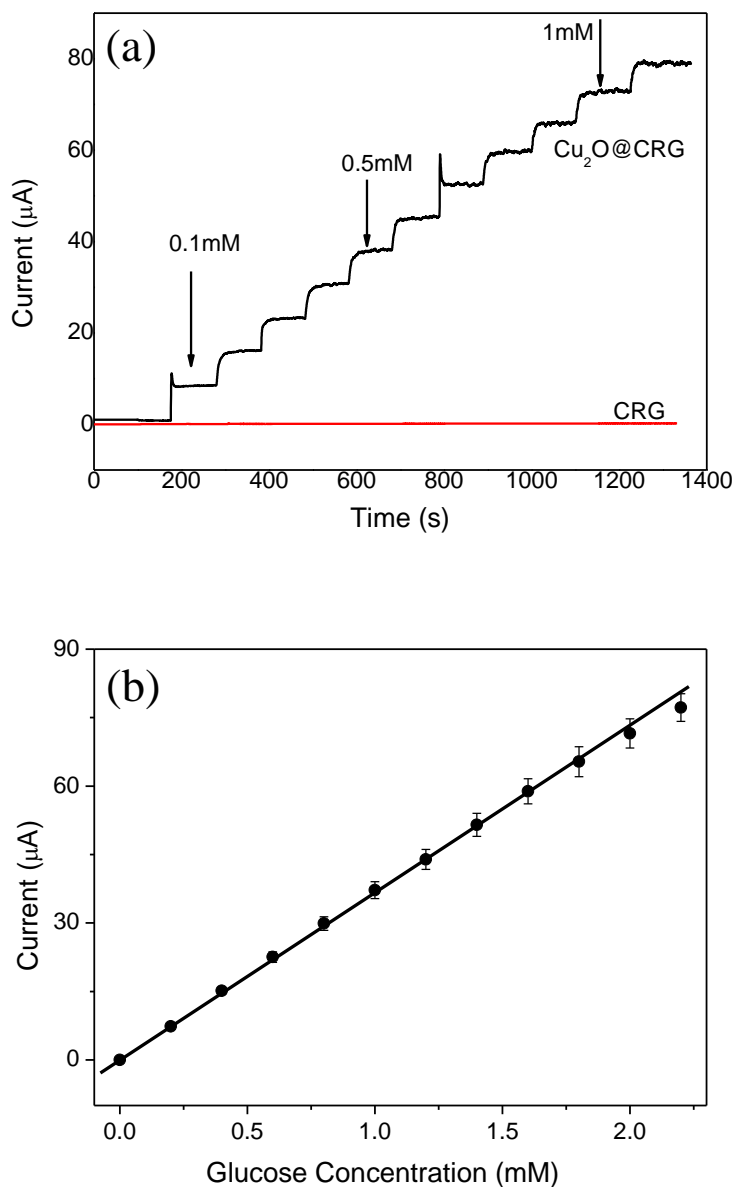 (a)
80
60
40
20
0
Current (μA)
1mM
0.5mM
0.1mM
Cu₂O@CRG
CRG
0 200 400 600 800 1000 1200 1400
Time (s)
(b)
90
60
30
0
Current (μA)
0.0 0.5 1.0 1.5 2.0
Glucose Concentration (mM)